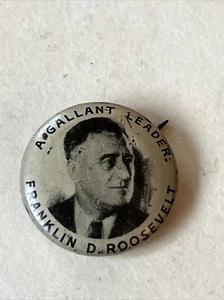 A GALLANT LEADER.
FRANKLIN D. ROOSEVELT